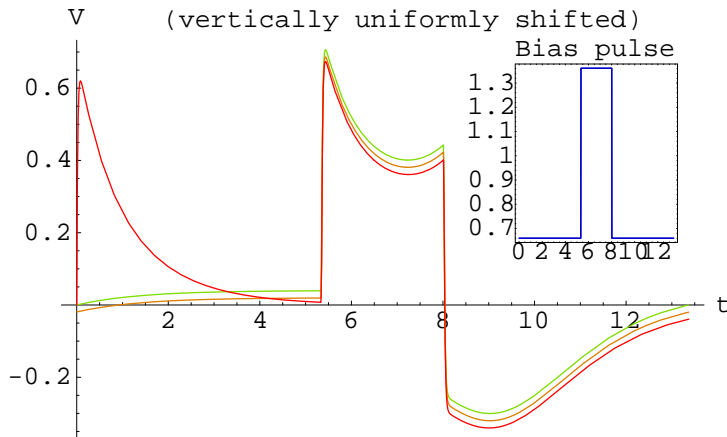 V (vertically uniformly shifted)
Bias pulse
1.3
1.2
1.1
1
0.9
0.8
0.7
0 2 4 6 8 10 12
0.6
0.4
0.2
-0.2
2 4 6 8 10 12 t